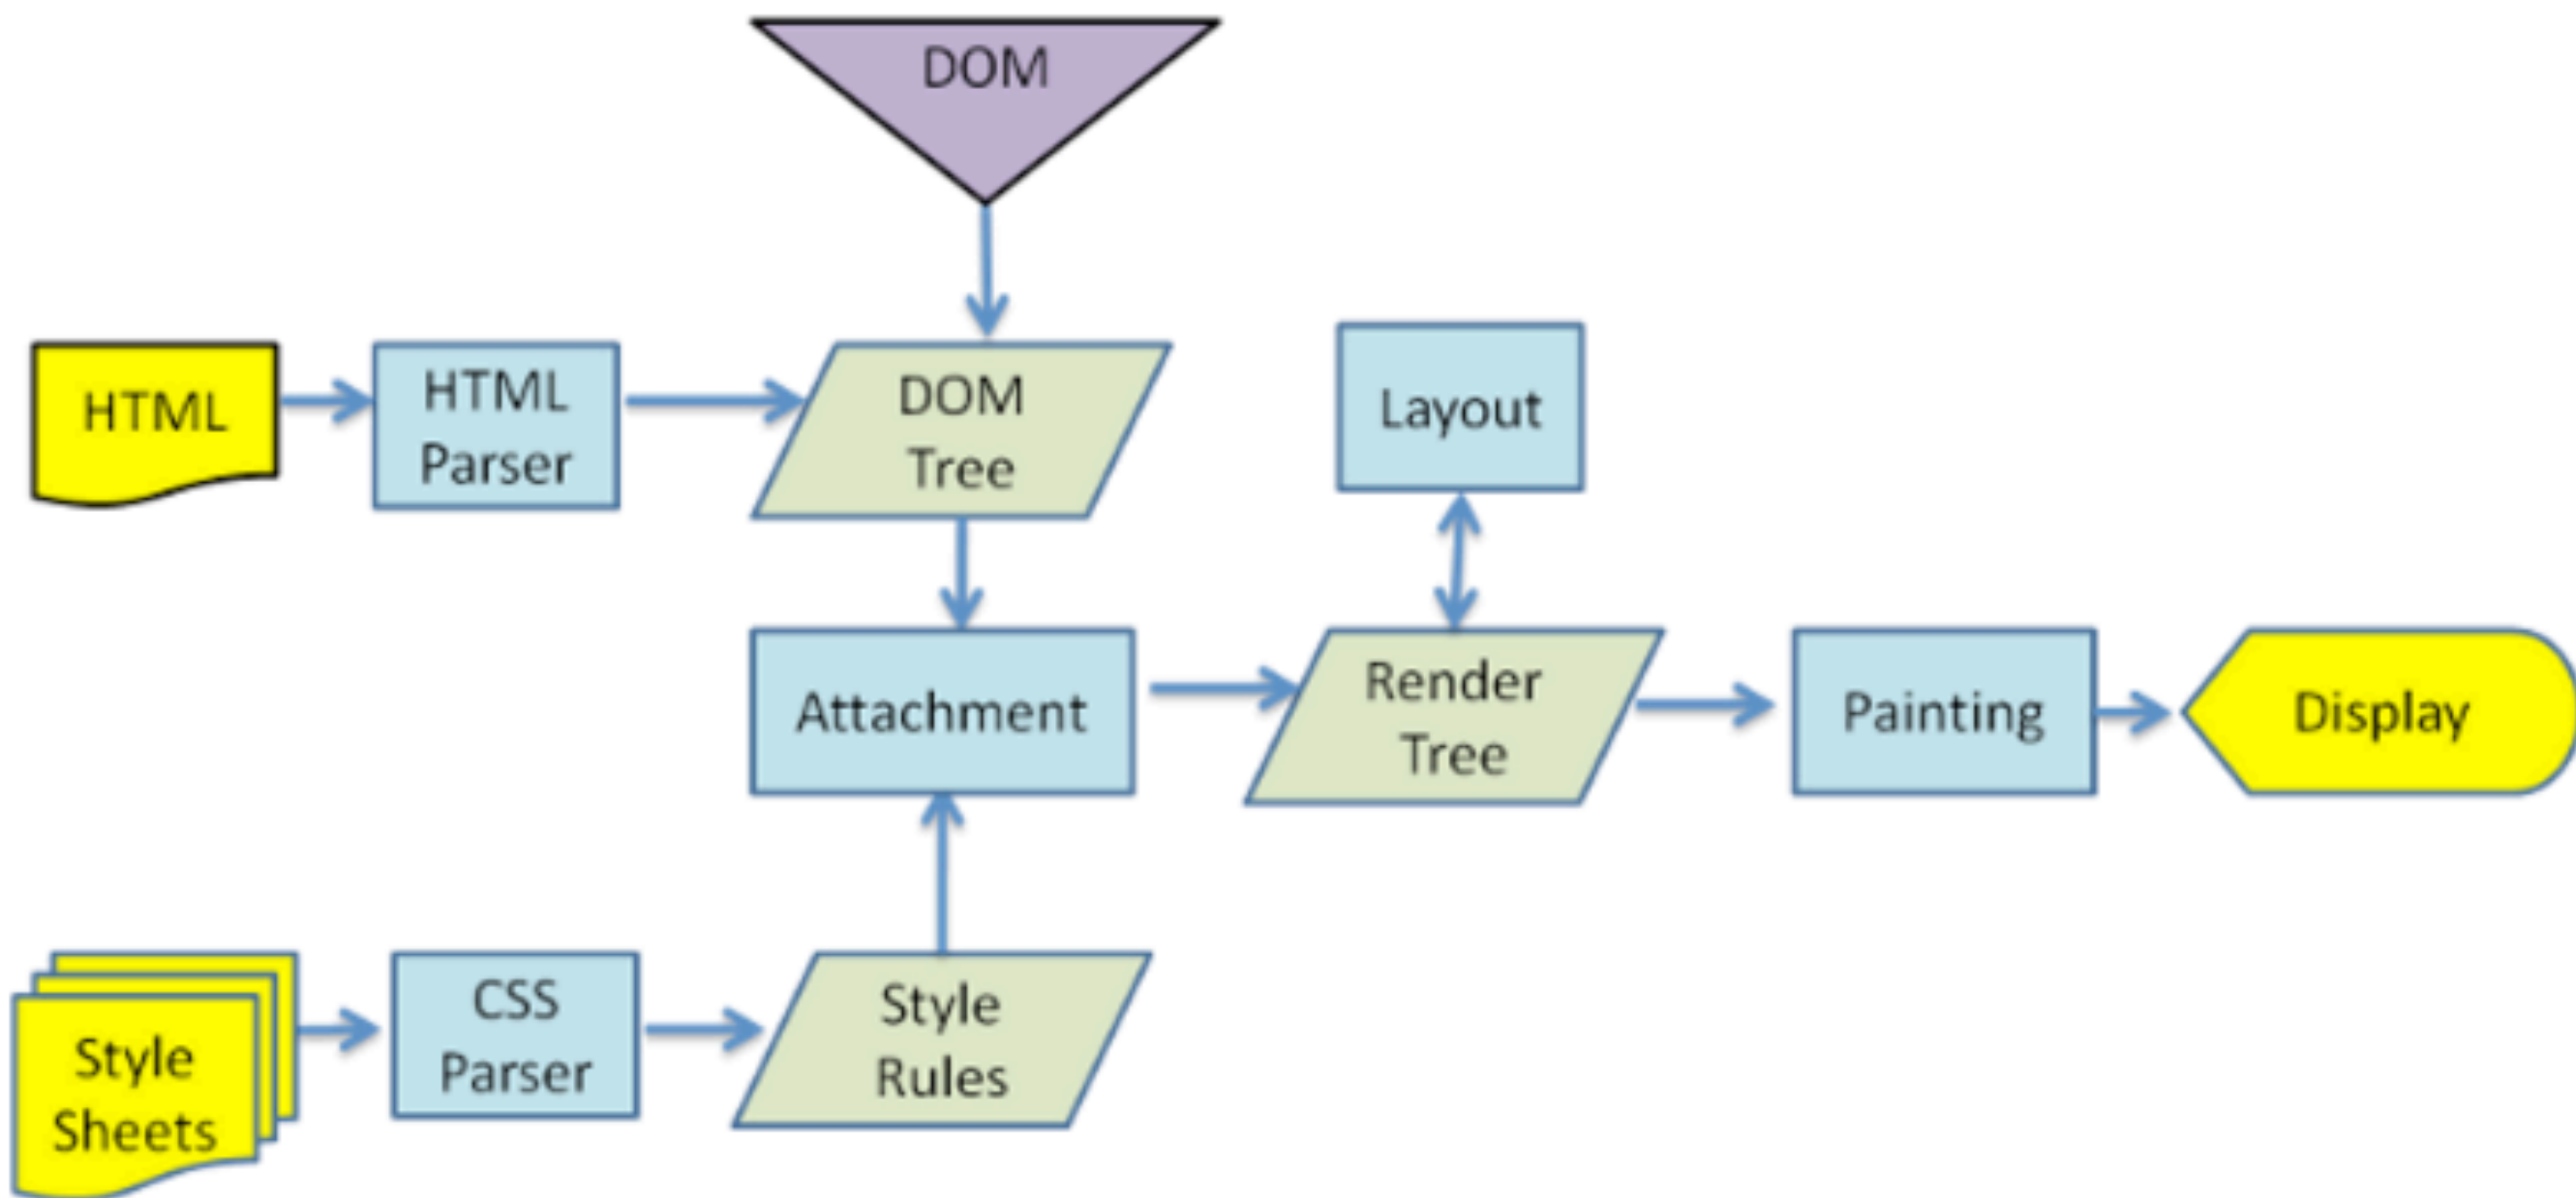 DOM
HTML
HTML
Parser
DOM
Tree
Layout
Attachment
Render
Tree
Painting
Display
Style
Sheets
CSS
Parser
Style
Rules